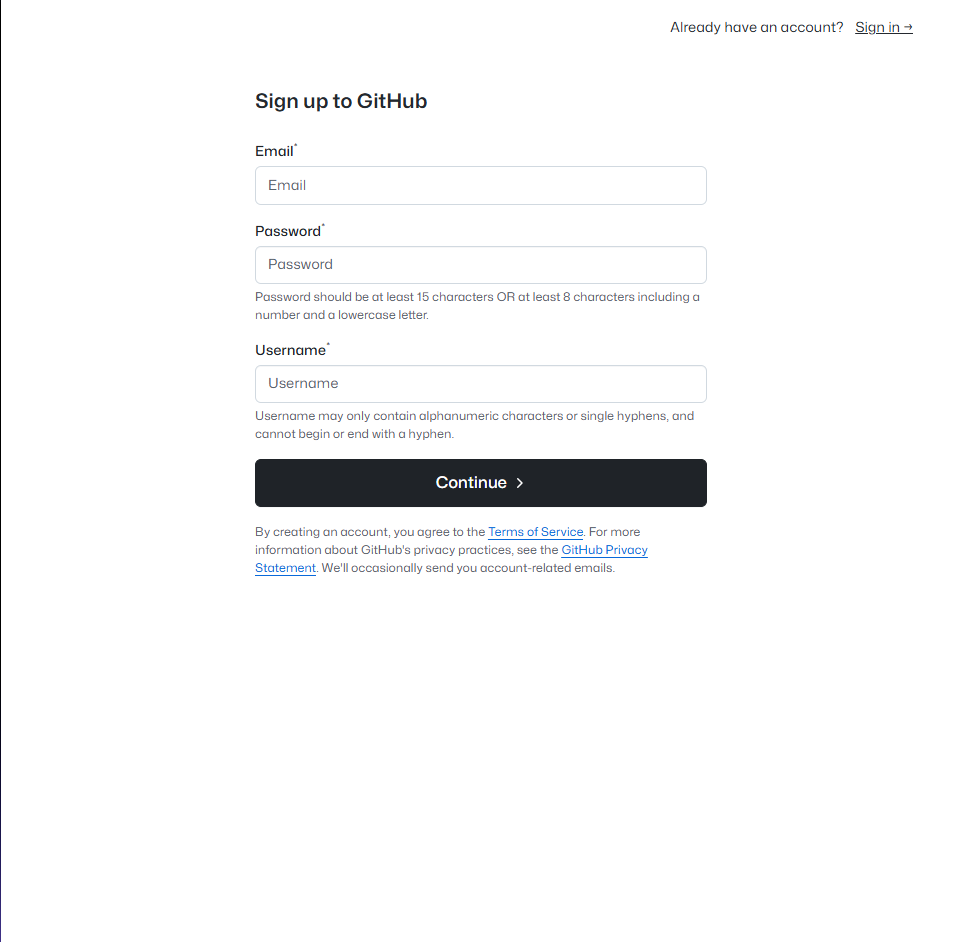 Already have an account? Sign in →
Sign up to GitHub
Email*
Email
Password*
Password
Password should be at least 15 characters OR at least 8 characters including a
number and a lowercase letter.
Username*
Username
Username may only contain alphanumeric characters or single hyphens, and
cannot begin or end with a hyphen.
Continue >
By creating an account, you agree to the Terms of Service. For more
information about GitHub's privacy practices, see the GitHub Privacy
Statement. We'll occasionally send you account-related emails.